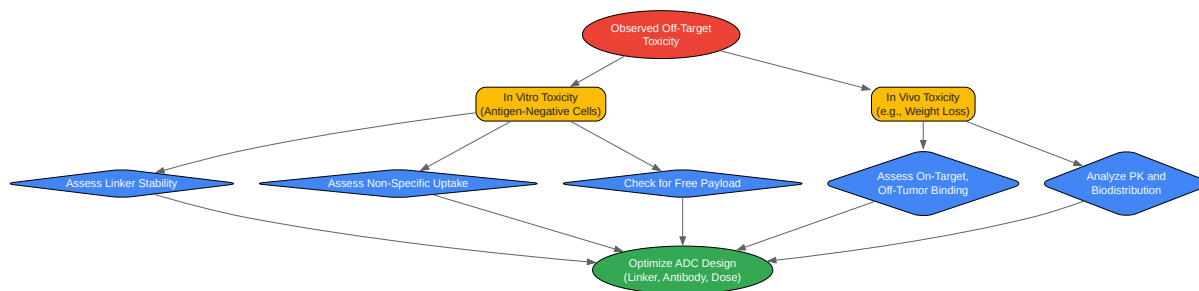 Observed Off-Target
Toxicity
In Vitro Toxicity
(Antigen-Negative Cells)
In Vivo Toxicity
(e.g., Weight Loss)
Assess Linker Stability
Assess Non-Specific Uptake
Check for Free Payload
Assess On-Target,
Off-Tumor Binding
Analyze PK and
Biodistribution
Optimize ADC Design
(Linker, Antibody, Dose)